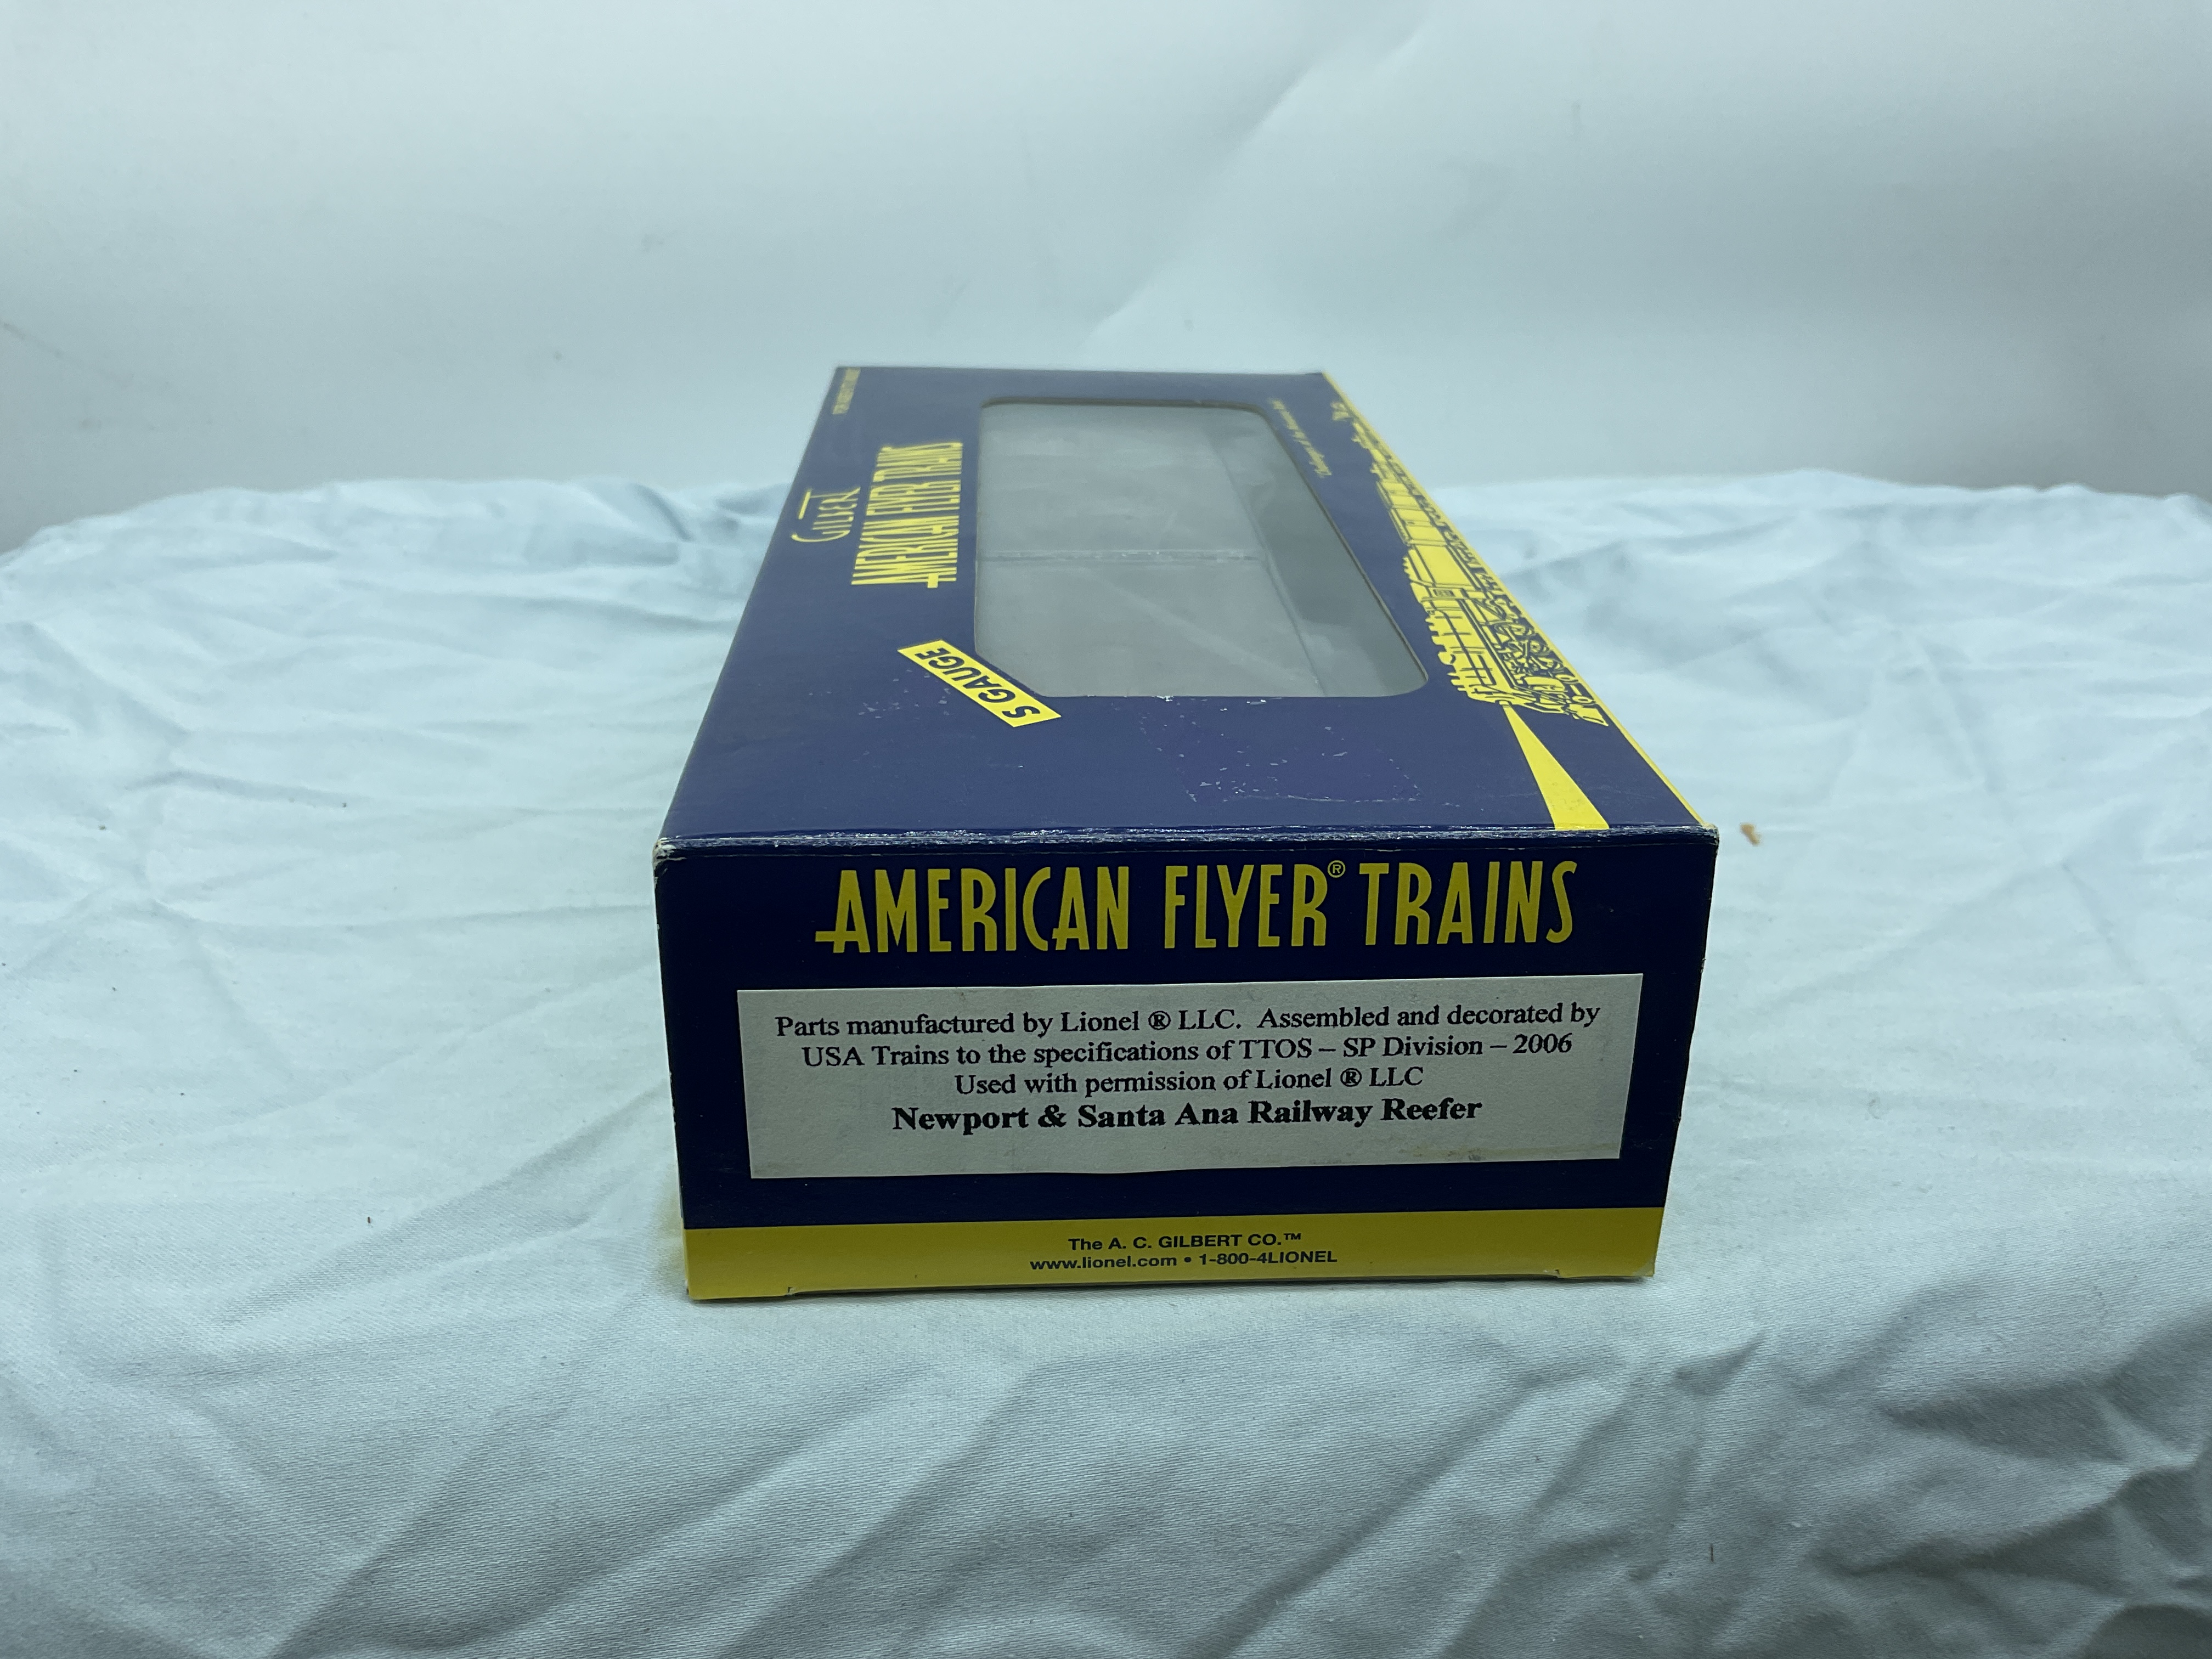 Gilbert
AMERICAN FLYER TRAINS
S GAUGE
AMERICAN FLYER® TRAINS
Parts manufactured by Lionel ® LLC. Assembled and decorated by
USA Trains to the specifications of TTOS – SP Division – 2006
Used with permission of Lionel ® LLC
Newport & Santa Ana Railway Reefer
The A. C. GILBERT CO.™
www.lionel.com • 1-800-4LIONEL